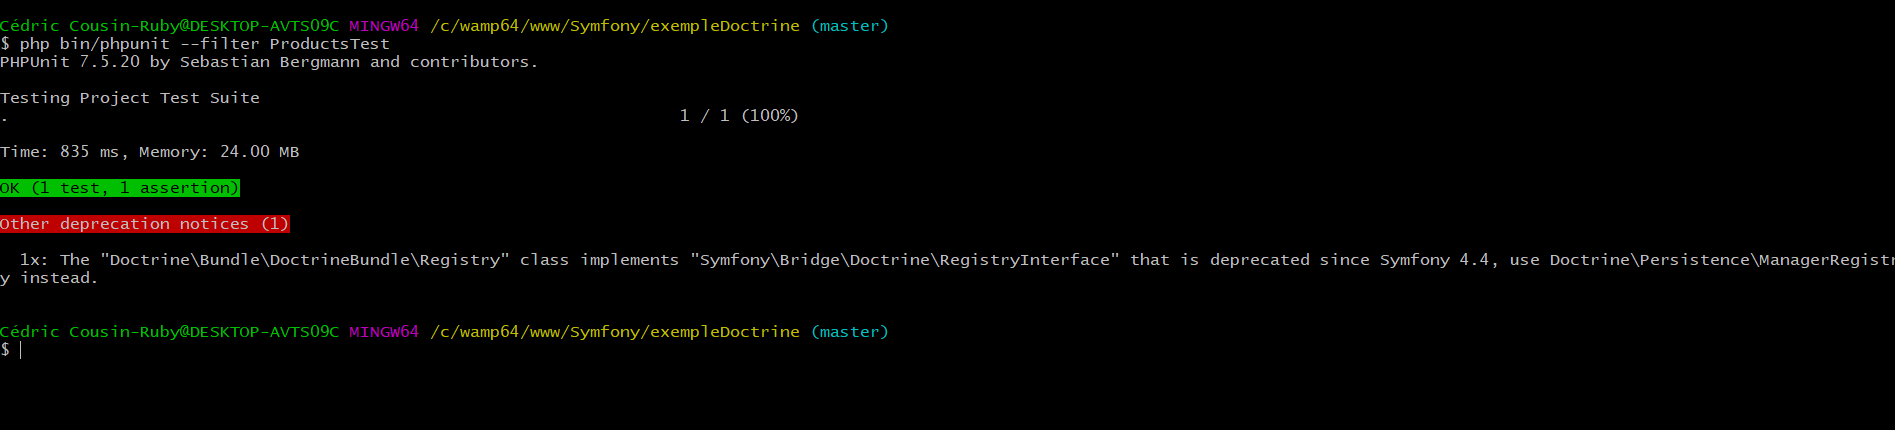 Cédric Cousin-Ruby@DESKTOP-AVTS09C MINGW64 /c/wamp64/www/Symfony/exempleDoctrine (master)
$ php bin/phpunit --filter ProductsTest
PHPUnit 7.5.20 by Sebastian Bergmann and contributors.
Testing Project Test Suite
. 1 / 1 (100%)
Time: 835 ms, Memory: 24.00 MB
OK (1 test, 1 assertion)
Other deprecation notices (1)
1x: The "Doctrine\Bundle\DoctrineBundle\Registry" class implements "Symfony\Bridge\Doctrine\RegistryInterface" that is deprecated since Symfony 4.4, use Doctrine\Persistence\ManagerRegistr
y instead.
Cédric Cousin-Ruby@DESKTOP-AVTS09C MINGW64 /c/wamp64/www/Symfony/exempleDoctrine (master)
$